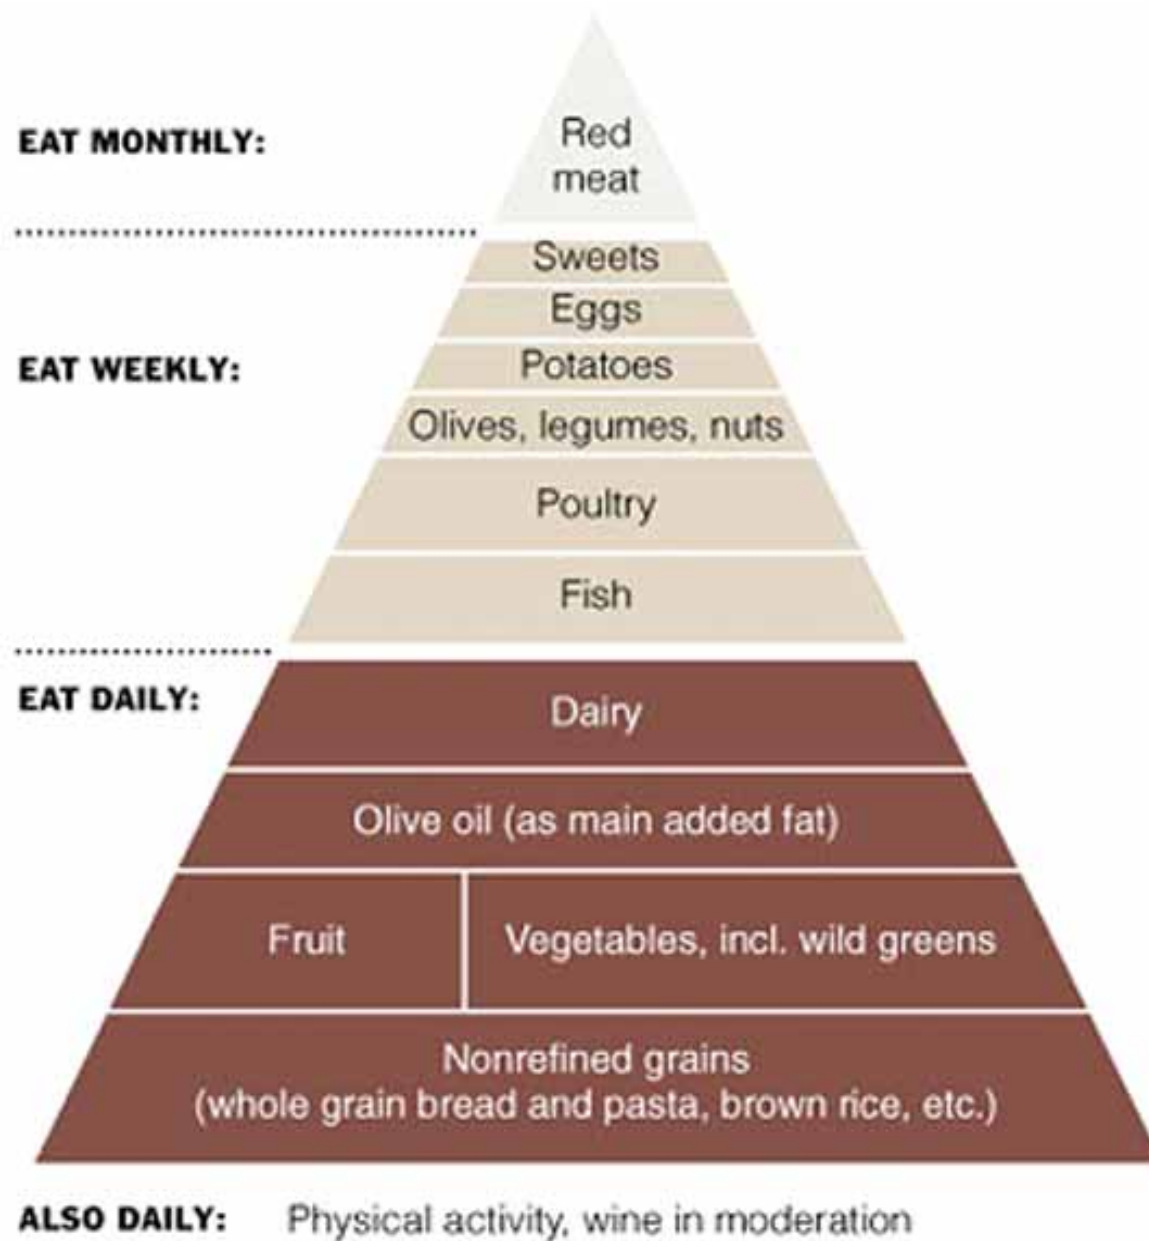 EAT MONTHLY:
Red
meat
Sweets
Eggs
EAT WEEKLY:
Potatoes
Olives, legumes, nuts
Poultry
Fish
EAT DAILY:
Dairy
Olive oil (as main added fat)
Fruit
Vegetables, incl. wild greens
Nonrefined grains
(whole grain bread and pasta, brown rice, etc.)
ALSO DAILY: Physical activity, wine in moderation